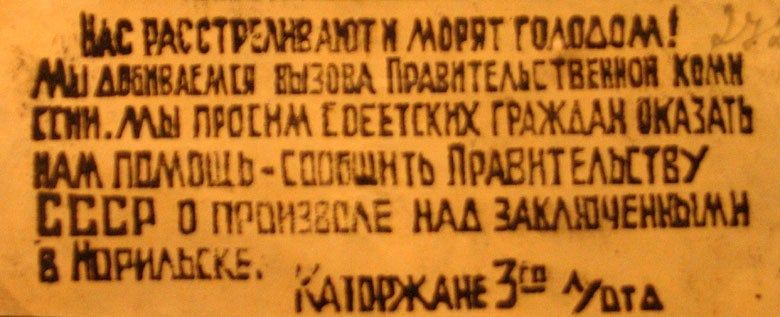 Нас расстреливают и морят голодом!
Мы добиваемся вызова Правительственной коми
ссии. Мы просим Советских граждан оказать
нам помощь - сообщить Правительству
СССР о произволе над заключенными
в Норильске.
Каторжане 3го л/отд